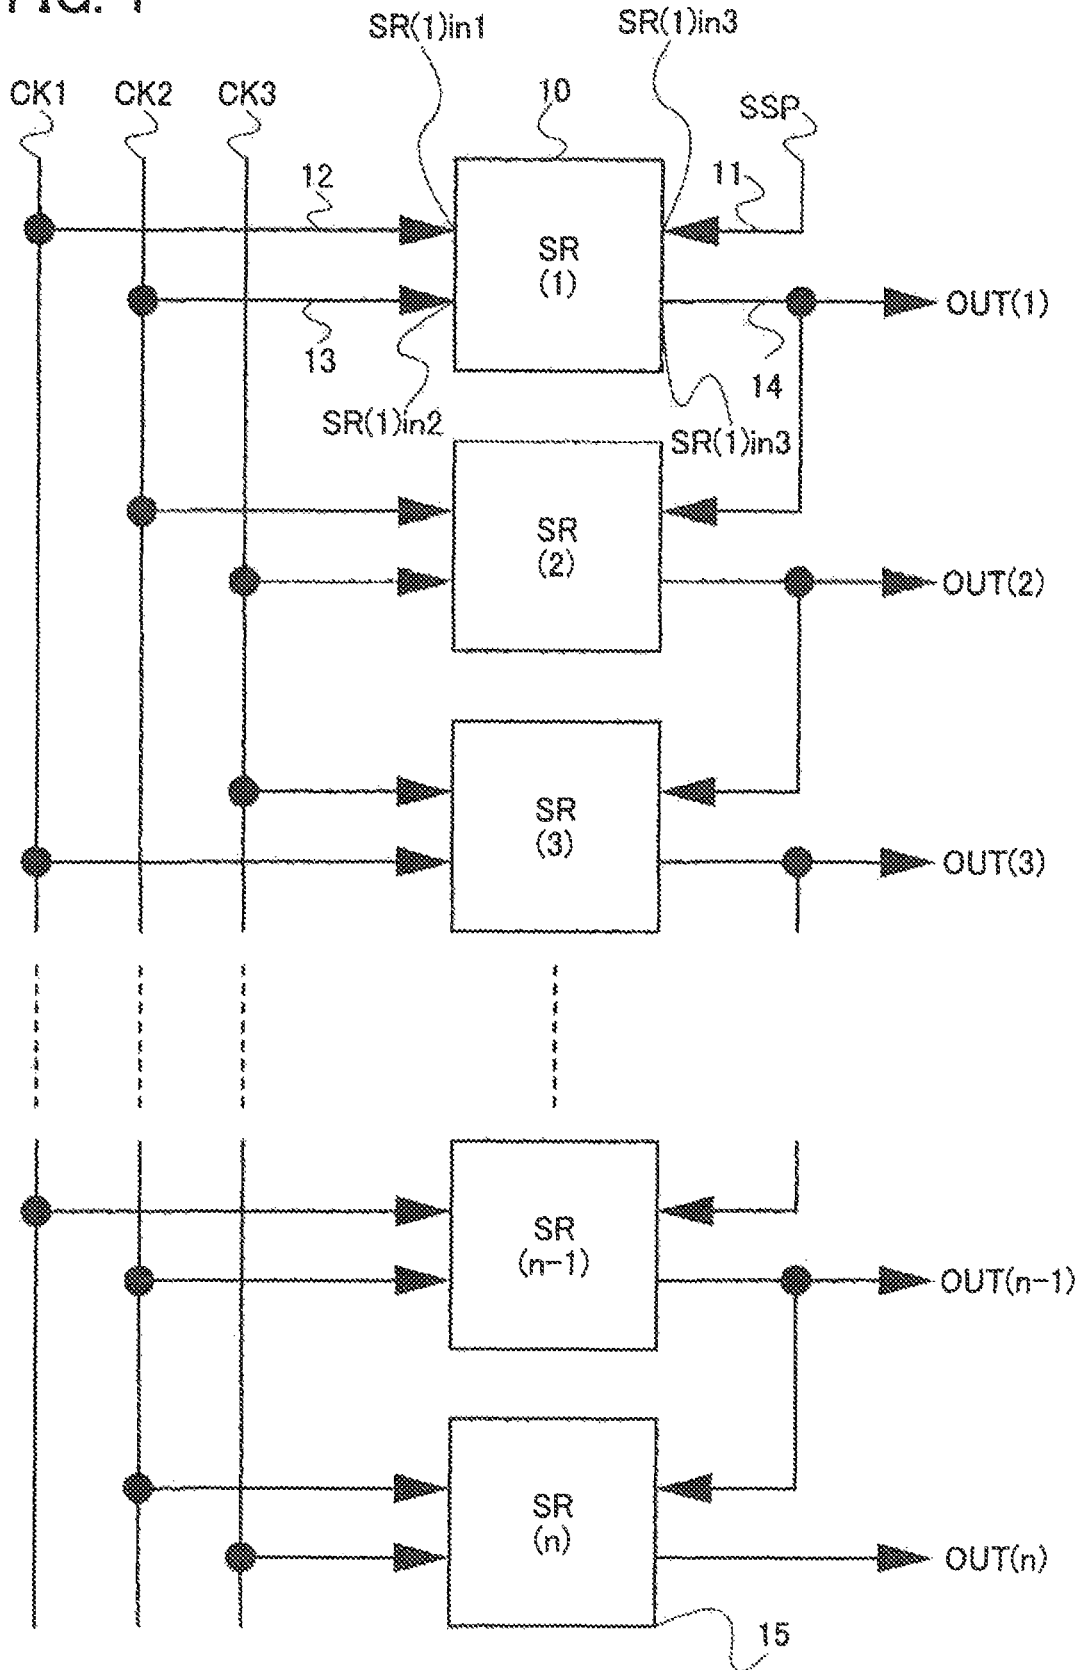 SR(1)in1
SR(1)in3
CK1
CK2
CK3
10
SSP
12
11
SR
(1)
OUT(1)
13
14
SR(1)in2
SR(1)in3
SR
(2)
OUT(2)
SR
(3)
OUT(3)
SR
(n-1)
OUT(n-1)
SR
(n)
OUT(n)
15